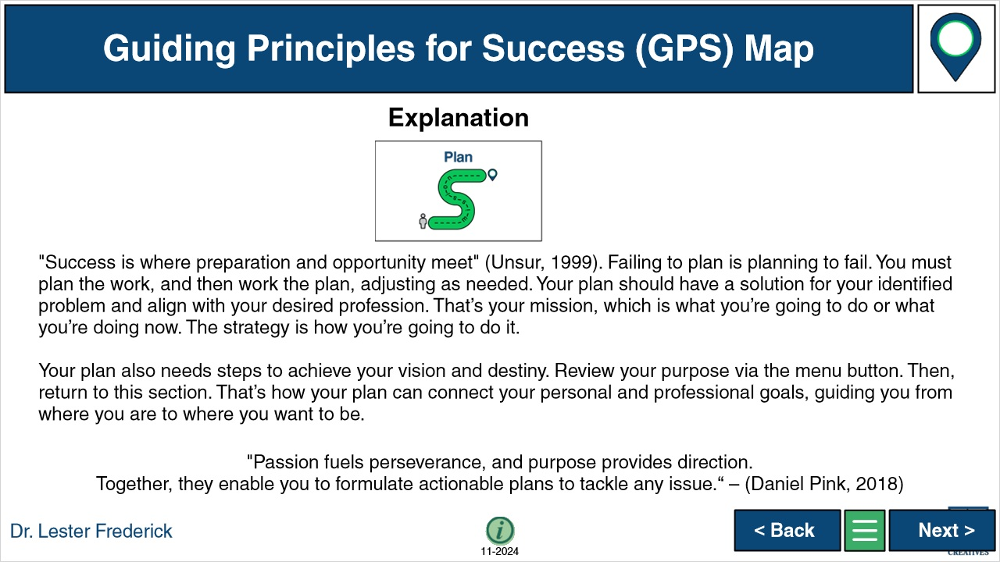 Guiding Principles for Success (GPS) Map
Explanation
Plan
"Success is where preparation and opportunity meet" (Unsur, 1999). Failing to plan is planning to fail. You must
plan the work, and then work the plan, adjusting as needed. Your plan should have a solution for your identified
problem and align with your desired profession. That’s your mission, which is what you’re going to do or what
you’re doing now. The strategy is how you’re going to do it.
Your plan also needs steps to achieve your vision and destiny. Review your purpose via the menu button. Then,
return to this section. That’s how your plan can connect your personal and professional goals, guiding you from
where you are to where you want to be.
"Passion fuels perseverance, and purpose provides direction.
Together, they enable you to formulate actionable plans to tackle any issue.“ – (Daniel Pink, 2018)
Dr. Lester Frederick
i
11-2024
< Back
Next >
CREATIVES